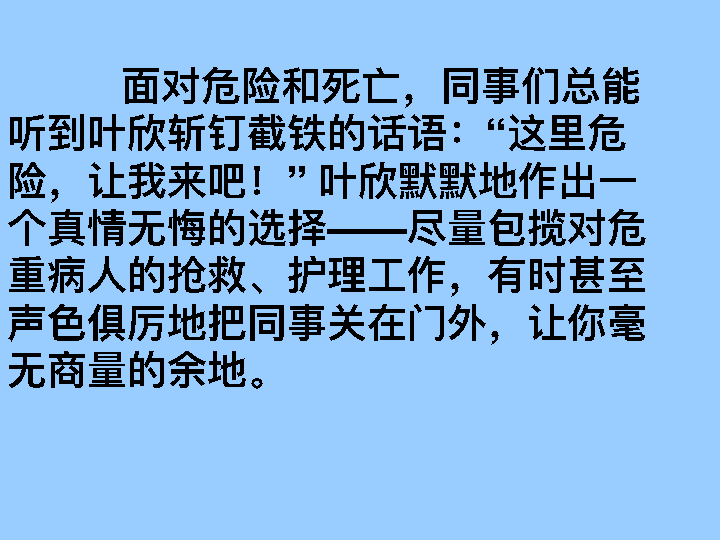 面对危险和死亡，同事们总能
听到叶欣斩钉截铁的话语：“这里危
险，让我来吧！” 叶欣默默地作出一
个真情无悔的选择——尽量包揽对危
重病人的抢救、护理工作，有时甚至
声色俱厉地把同事关在门外，让你毫
无商量的余地。